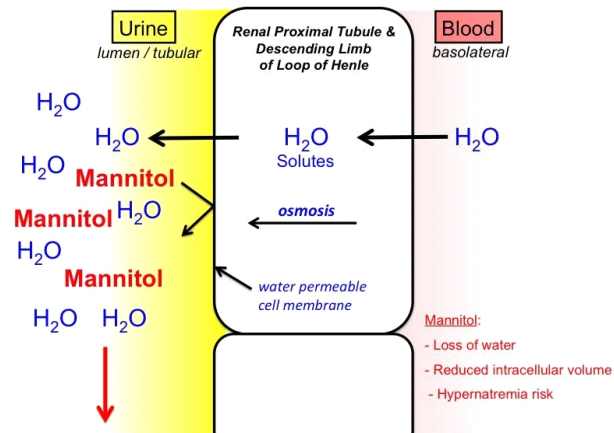 Urine
lumen / tubular
Renal Proximal Tubule &
Descending Limb
of Loop of Henle
Blood
basolateral
H2O
H2O
H2O
Solutes
H2O
H2O
Mannitol
Mannitol
H2O
osmosis
H2O
Mannitol
water permeable
cell membrane
H2O
H2O
Mannitol:
- Loss of water
- Reduced intracellular volume
- Hypernatremia risk